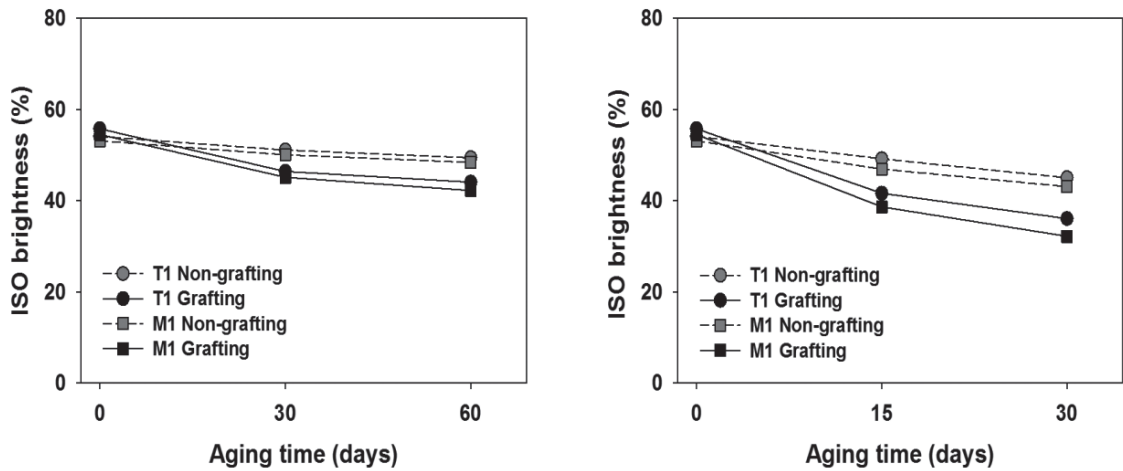 ISO brightness (%)
80
60
40
20
0
T1 Non-grafting
T1 Grafting
M1 Non-grafting
M1 Grafting
0 30 60
Aging time (days)
ISO brightness (%)
80
60
40
20
0
T1 Non-grafting
T1 Grafting
M1 Non-grafting
M1 Grafting
0 15 30
Aging time (days)